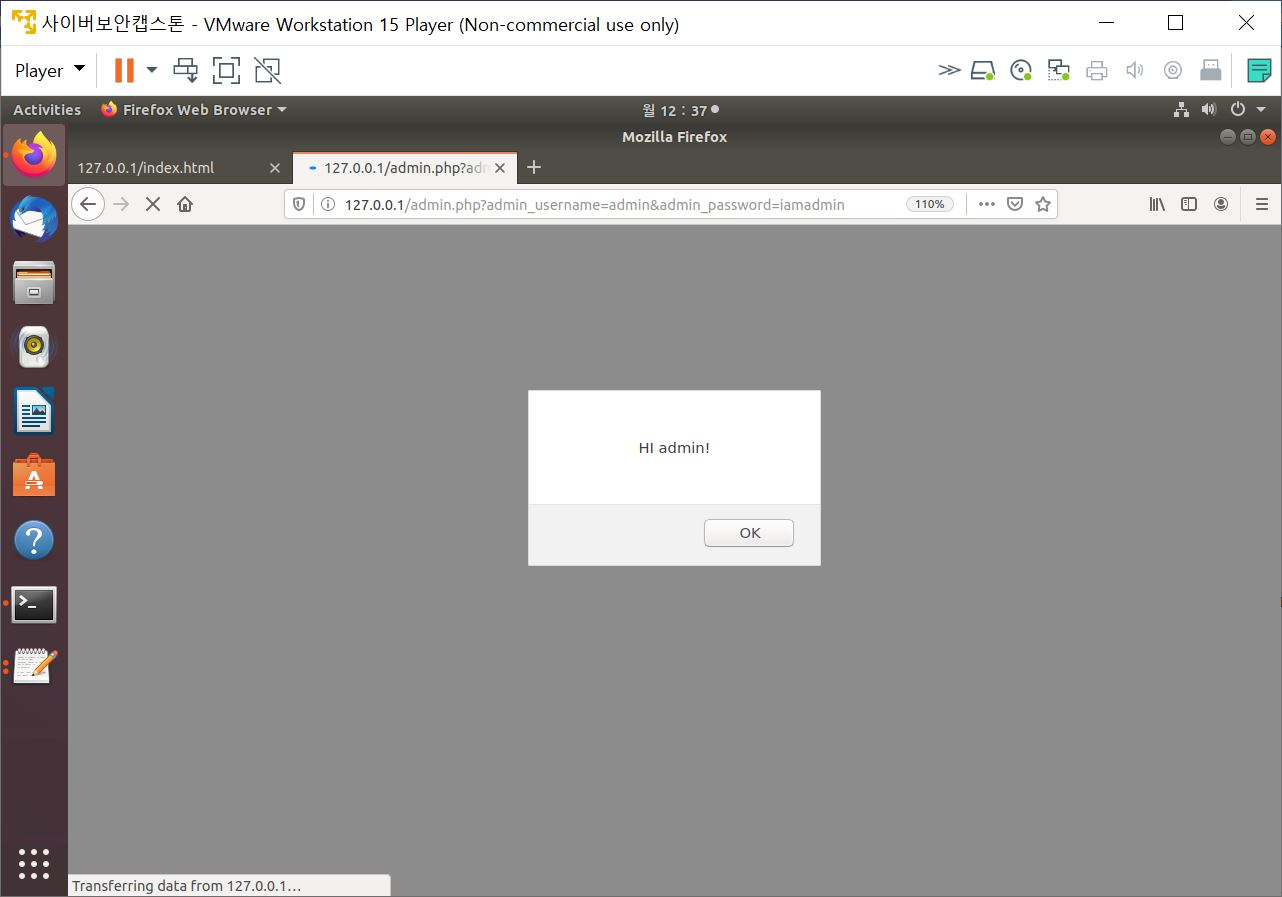 사이버보안캡스톤 - VMware Workstation 15 Player (Non-commercial use only)
Player
Activities Firefox Web Browser 월 12 : 37
Mozilla Firefox
127.0.0.1/index.html 127.0.0.1/admin.php?adm
127.0.0.1/admin.php?admin_username=admin&admin_password=iamadmin 110%
HI admin!
OK
Transferring data from 127.0.0.1…